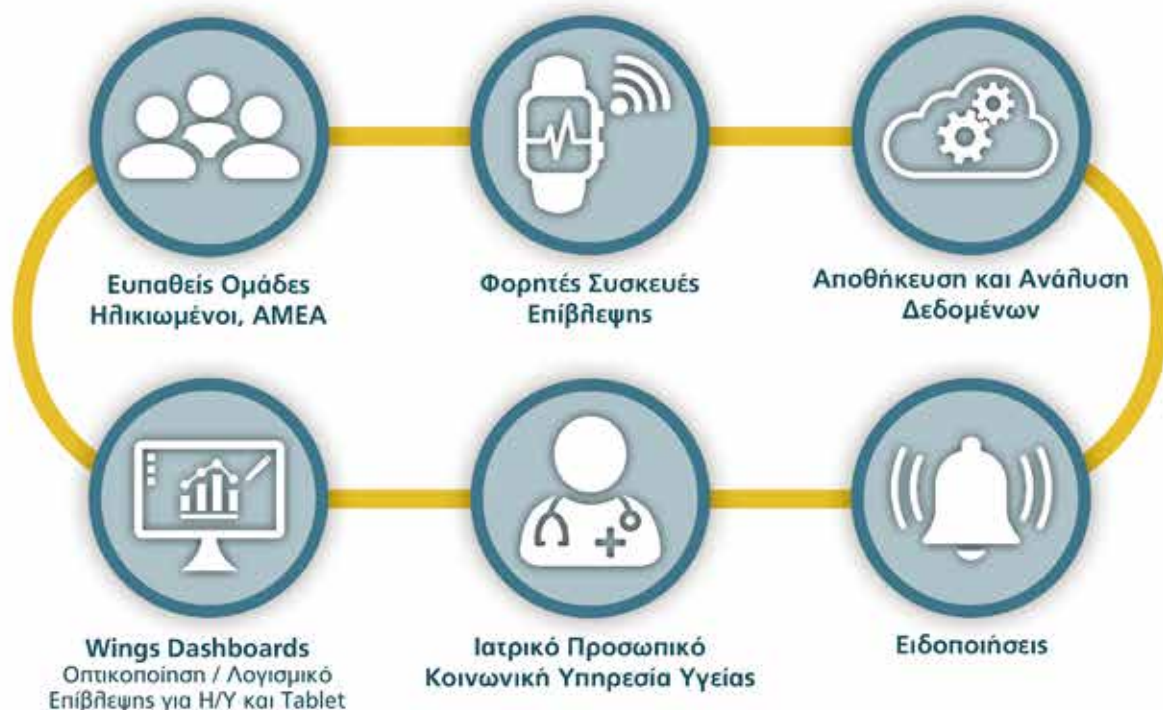 Ευπαθείς Ομάδες
Ηλικιωμένοι, ΑΜΕΑ
Φορητές Συσκευές
Επίβλεψης
Αποθήκευση και Ανάλυση
Δεδομένων
Wings Dashboards
Οπτικοποίηση / Λογισμικό
Επίβλεψης για Η/Υ και Tablet
Ιατρικό Προσωπικό
Κοινωνική Υπηρεσία Υγείας
Ειδοποιήσεις